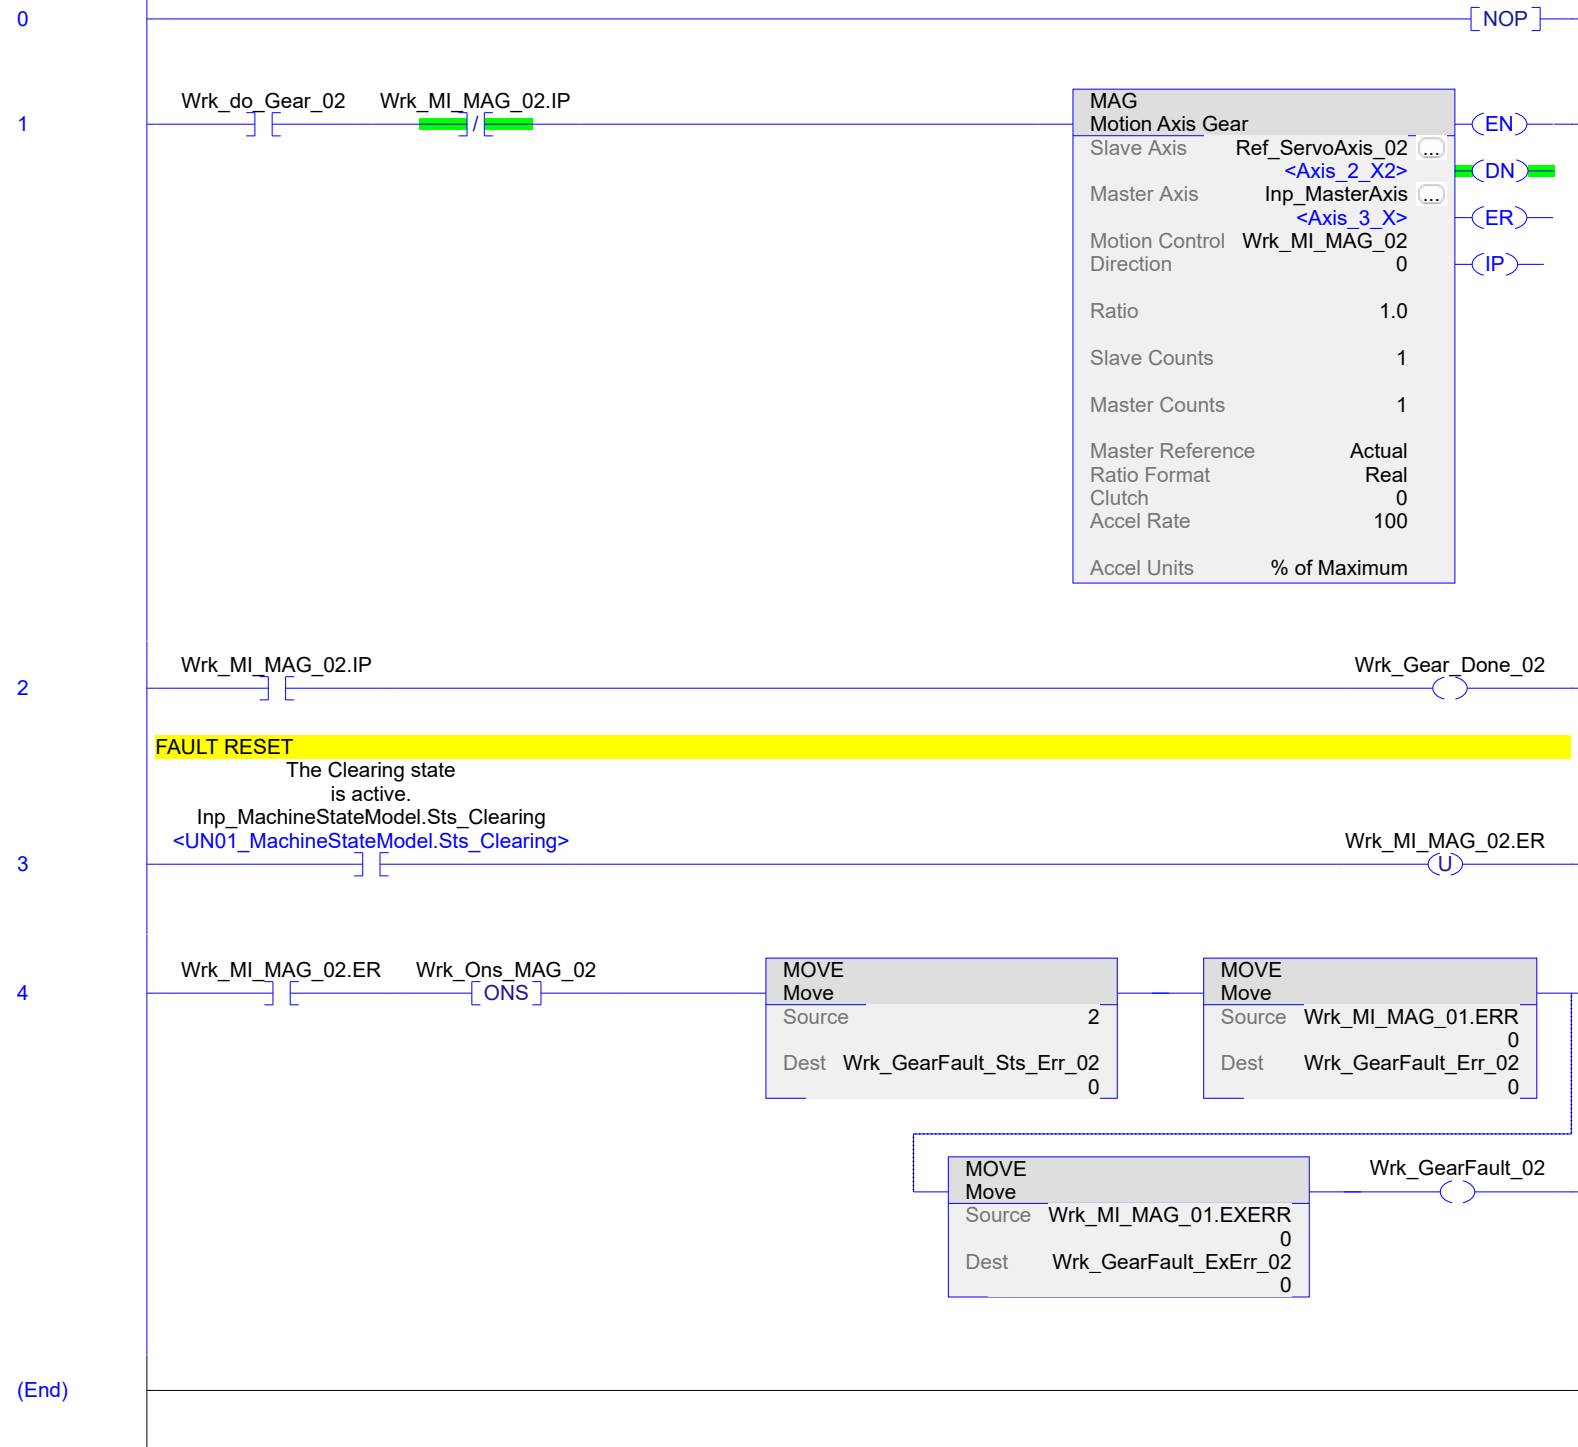 0
[NOP]
Wrk_do_Gear_02 Wrk_MI_MAG_02.IP
1
/
MAG
Motion Axis Gear
Slave Axis Ref_ServoAxis_02 ...
<Axis_2_X2>
Master Axis Inp_MasterAxis ...
<Axis_3_X>
Motion Control Wrk_MI_MAG_02
Direction 0
Ratio 1.0
Slave Counts 1
Master Counts 1
Master Reference Actual
Ratio Format Real
Clutch 0
Accel Rate 100
Accel Units % of Maximum
(EN)
(DN)
(ER)
(IP)
Wrk_MI_MAG_02.IP Wrk_Gear_Done_02
2
FAULT RESET
The Clearing state
is active.
Inp_MachineStateModel.Sts_Clearing
<UN01_MachineStateModel.Sts_Clearing> Wrk_MI_MAG_02.ER
3
(U)
Wrk_MI_MAG_02.ER Wrk_Ons_MAG_02
4
[ONS]
MOVE
Move
Source 2
Dest Wrk_GearFault_Sts_Err_02
0
MOVE
Move
Source Wrk_MI_MAG_01.ERR
0
Dest Wrk_GearFault_Err_02
0
MOVE
Move
Source Wrk_MI_MAG_01.EXERR
0
Dest Wrk_GearFault_ExErr_02
0
Wrk_GearFault_02
(End)